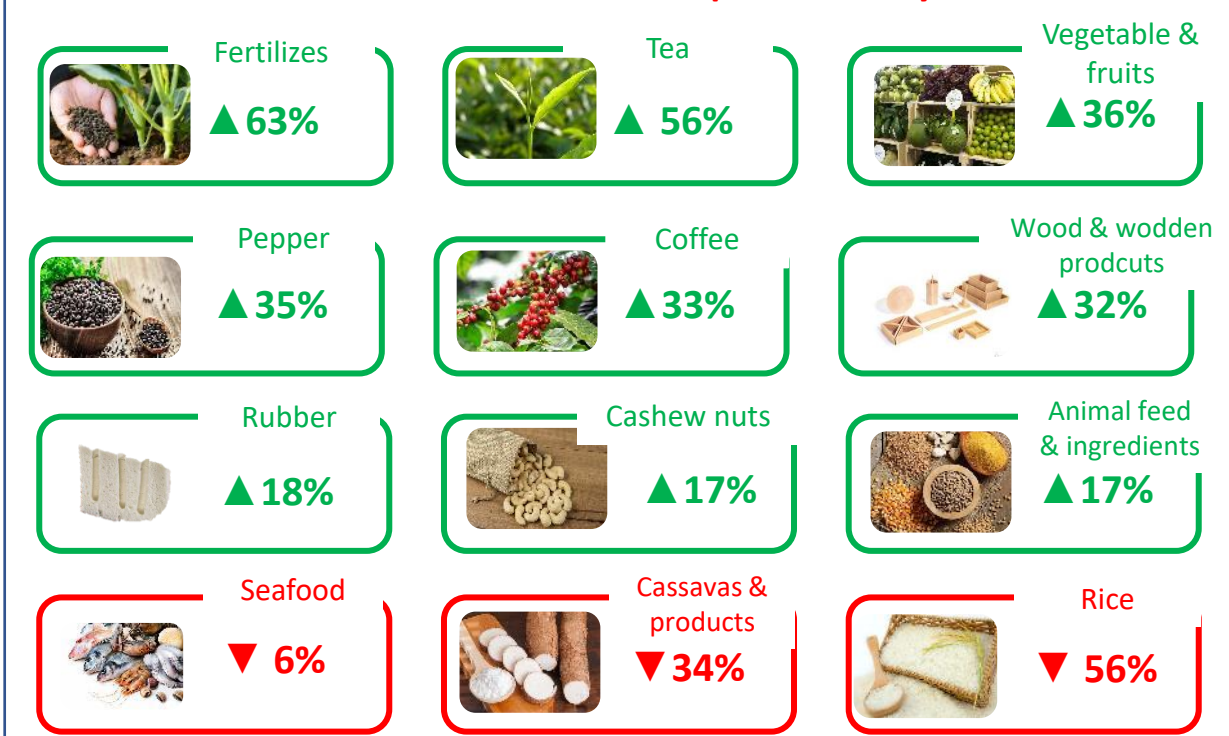 Fertilizes
▲63%
Tea
▲ 56%
Vegetable &
fruits
▲36%
Pepper
▲35%
Coffee
▲33%
Wood & wodden
prodcuts
▲32%
Rubber
▲18%
Cashew nuts
▲17%
Animal feed
& ingredients
▲17%
Seafood
▼ 6%
Cassavas &
products
▼34%
Rice
▼ 56%